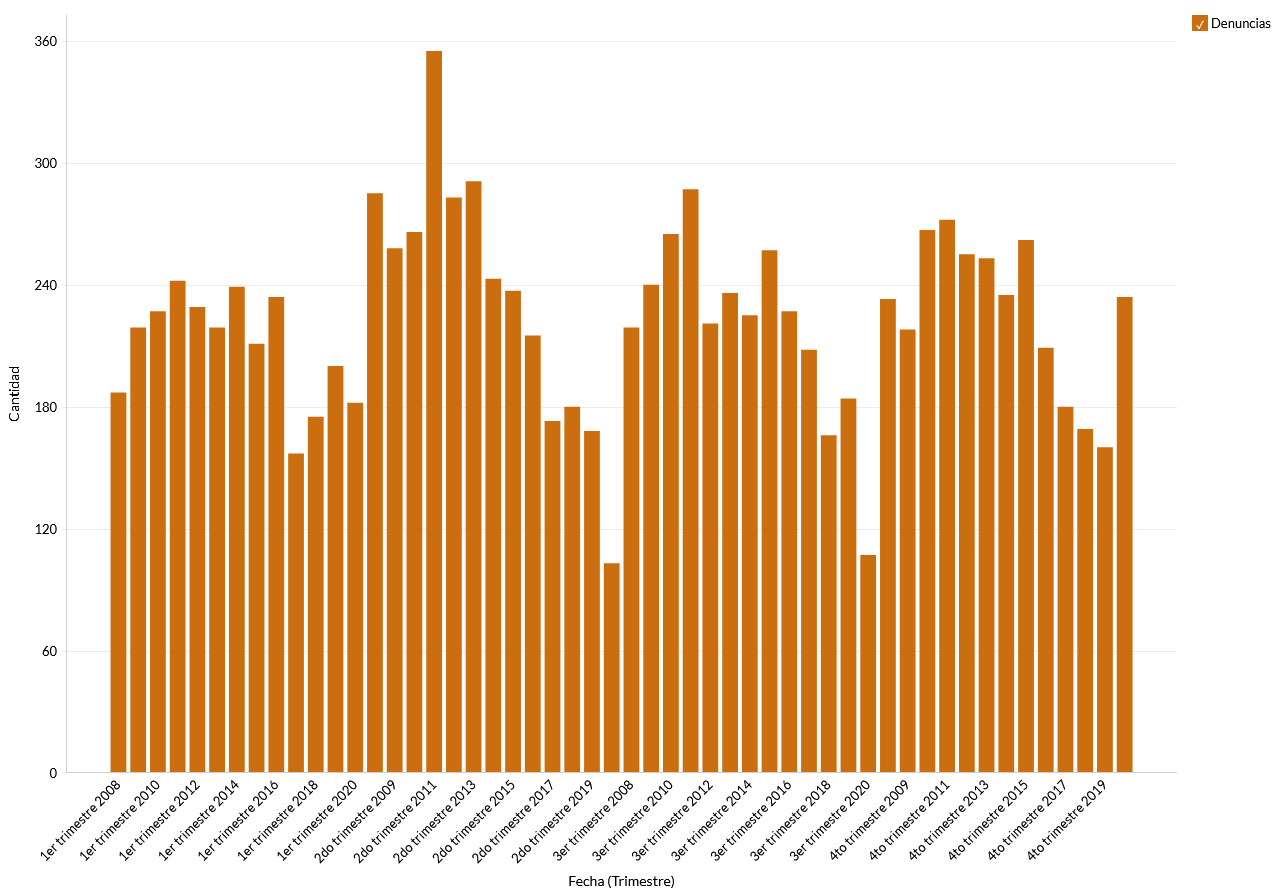 Denuncias
360
300
240
180
120
60
0
Cantidad
1er trimestre 2008
1er trimestre 2010
1er trimestre 2012
1er trimestre 2014
1er trimestre 2016
1er trimestre 2018
1er trimestre 2020
2do trimestre 2009
2do trimestre 2011
2do trimestre 2013
2do trimestre 2015
2do trimestre 2017
2do trimestre 2019
3er trimestre 2008
3er trimestre 2010
3er trimestre 2012
3er trimestre 2014
3er trimestre 2016
3er trimestre 2018
3er trimestre 2020
4to trimestre 2009
4to trimestre 2011
4to trimestre 2013
4to trimestre 2015
4to trimestre 2017
4to trimestre 2019
Fecha (Trimestre)